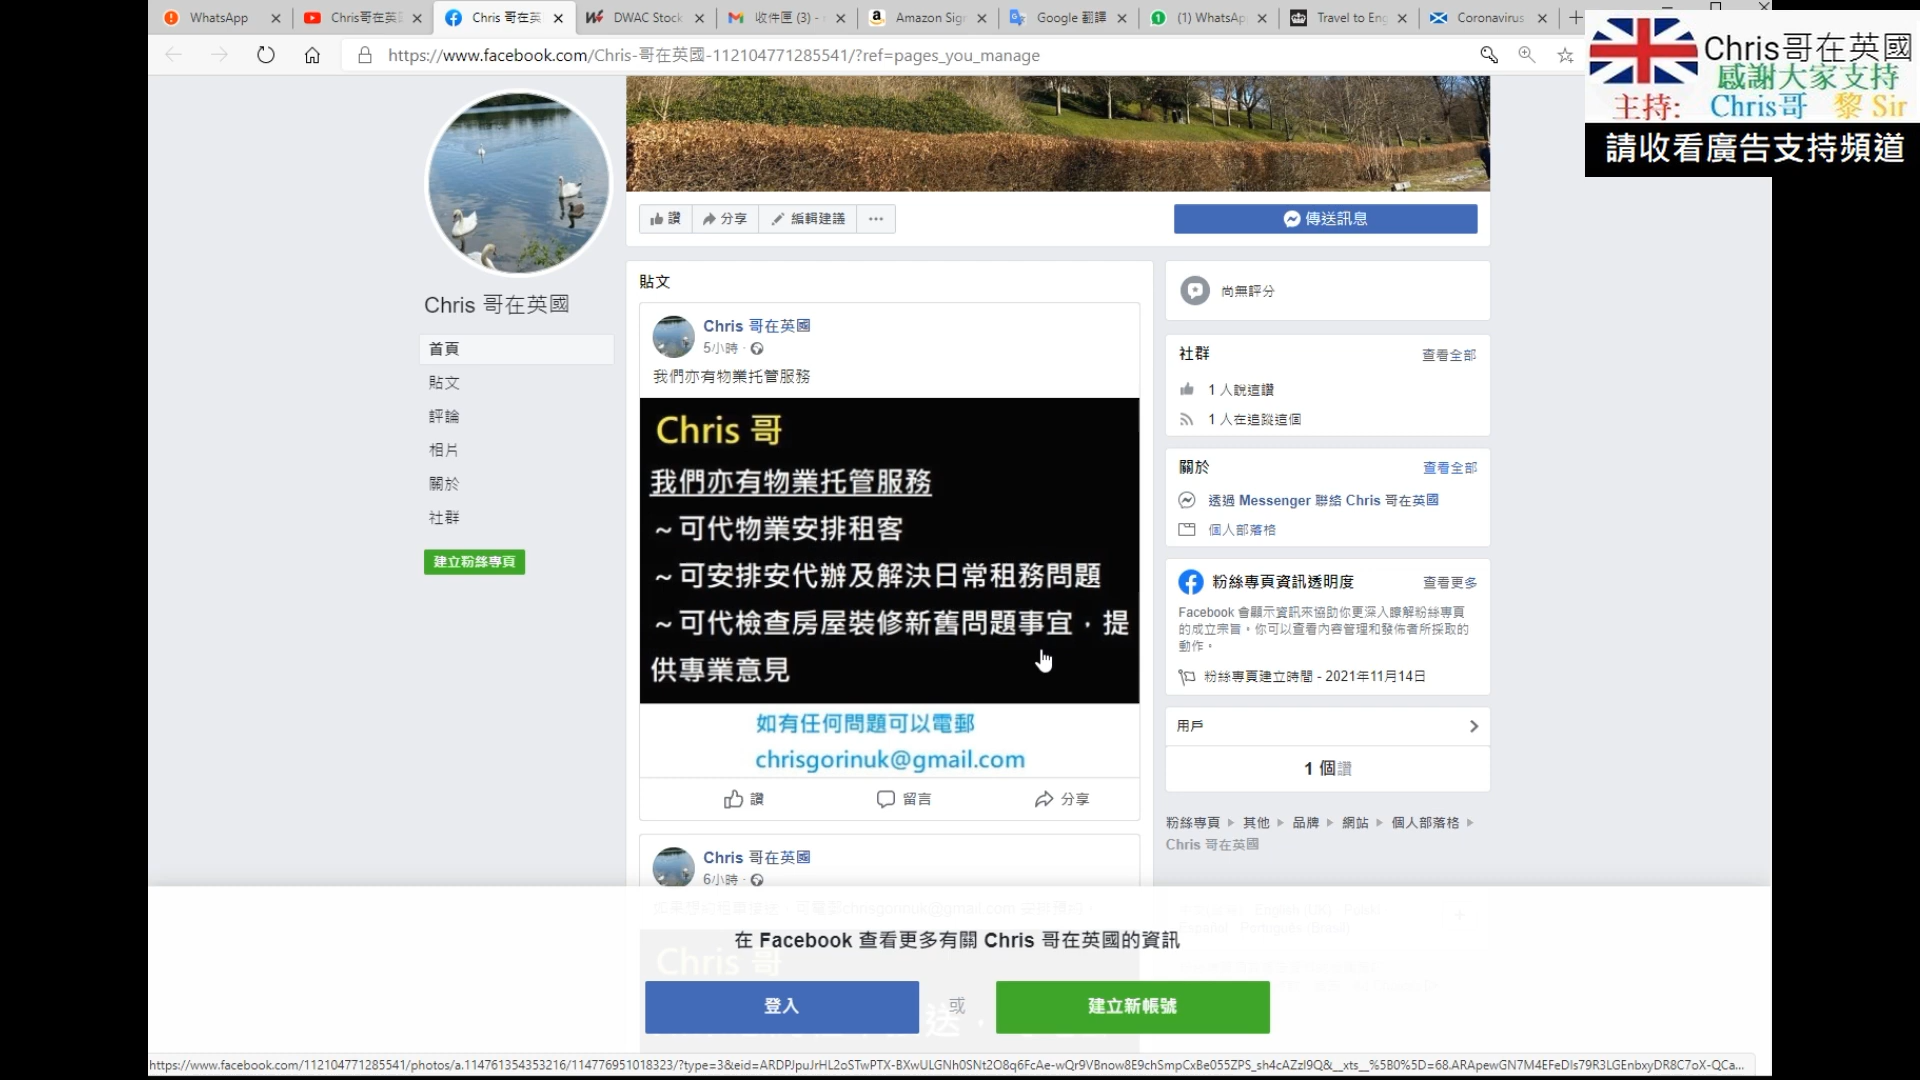 WhatsApp
Chris哥在英
Chris 哥在英
DWAC Stock
收件匣 (3) -
Amazon Sig
Google 翻譯
(1) WhatsAp
Travel to Eng
Coronavirus
https://www.facebook.com/Chris-哥在英國-112104771285541/?ref=pages_you_manage
Chris哥在英國
感謝大家支持
主持: Chris哥 黎 Sir
請收看廣告支持頻道
讚
分享
編輯建議
傳送訊息
Chris 哥在英國
首頁
貼文
評論
相片
關於
社群
建立粉絲專頁
貼文
Chris 哥在英國
5小時
我們亦有物業托管服務
Chris 哥
我們亦有物業托管服務
~可代物業安排租客
~可安排安代辦及解決日常租務問題
~可代檢查房屋裝修新舊問題事宜，提
供專業意見
如有任何問題可以電郵
chrisgorinuk@gmail.com
讚
留言
分享
Chris 哥在英國
6小時
尚無評分
社群
查看全部
1 人說這讚
1 人在追蹤這個
關於
查看全部
透過 Messenger 聯絡 Chris 哥在英國
個人部落格
粉絲專頁資訊透明度
查看更多
Facebook 會顯示資訊來協助你更深入瞭解粉絲專頁
的成立宗旨。你可以查看內容管理和發佈者所採取的
動作。
粉絲專頁建立時間 - 2021年11月14日
用戶
1 個讚
粉絲專頁 其他 品牌 網站 個人部落格
Chris 哥在英國
在 Facebook 查看更多有關 Chris 哥在英國的資訊
Chris 哥
登入
或
建立新帳號
送，